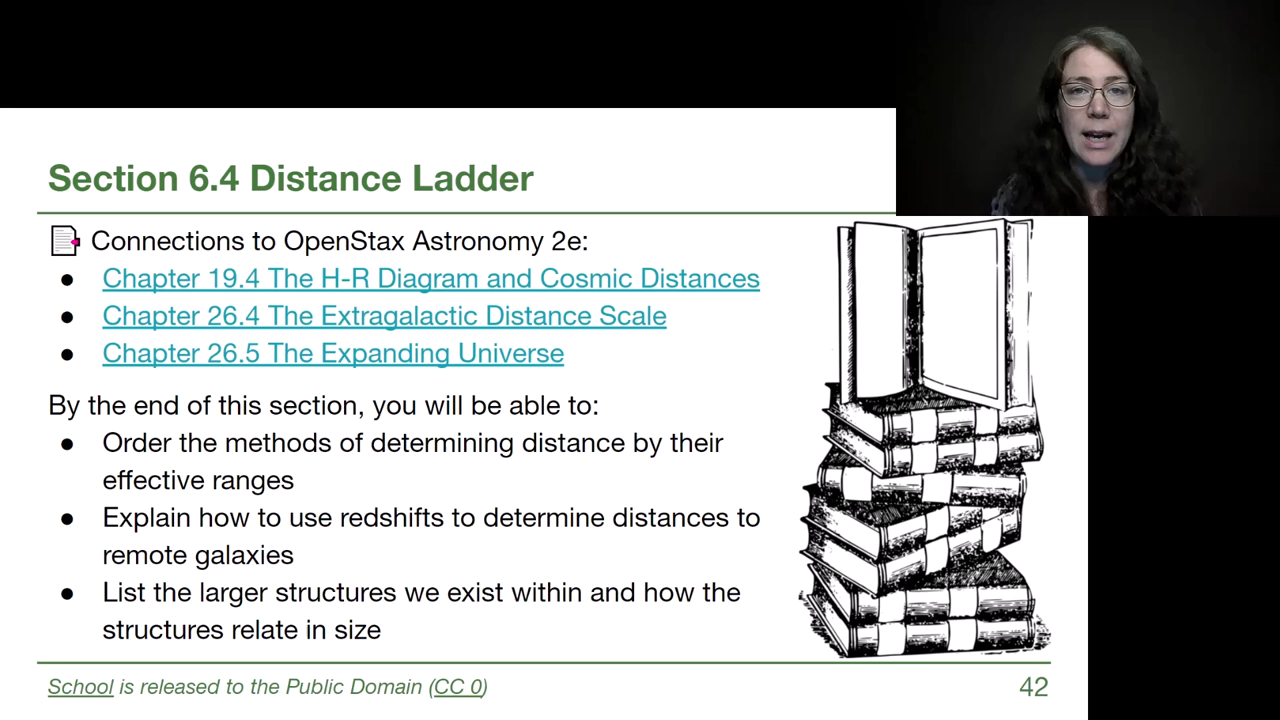 Section 6.4 Distance Ladder
Connections to OpenStax Astronomy 2e:
● Chapter 19.4 The H-R Diagram and Cosmic Distances
● Chapter 26.4 The Extragalactic Distance Scale
● Chapter 26.5 The Expanding Universe
By the end of this section, you will be able to:
● Order the methods of determining distance by their
effective ranges
● Explain how to use redshifts to determine distances to
remote galaxies
● List the larger structures we exist within and how the
structures relate in size
School is released to the Public Domain (CC 0)
42